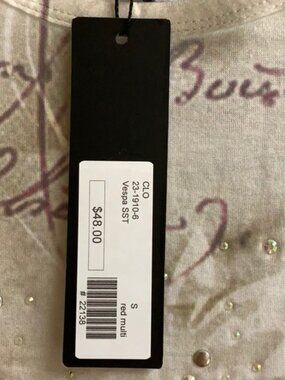 CLO
23-1910-6
Vespa SST
$48.00
S
red multi
# 22138